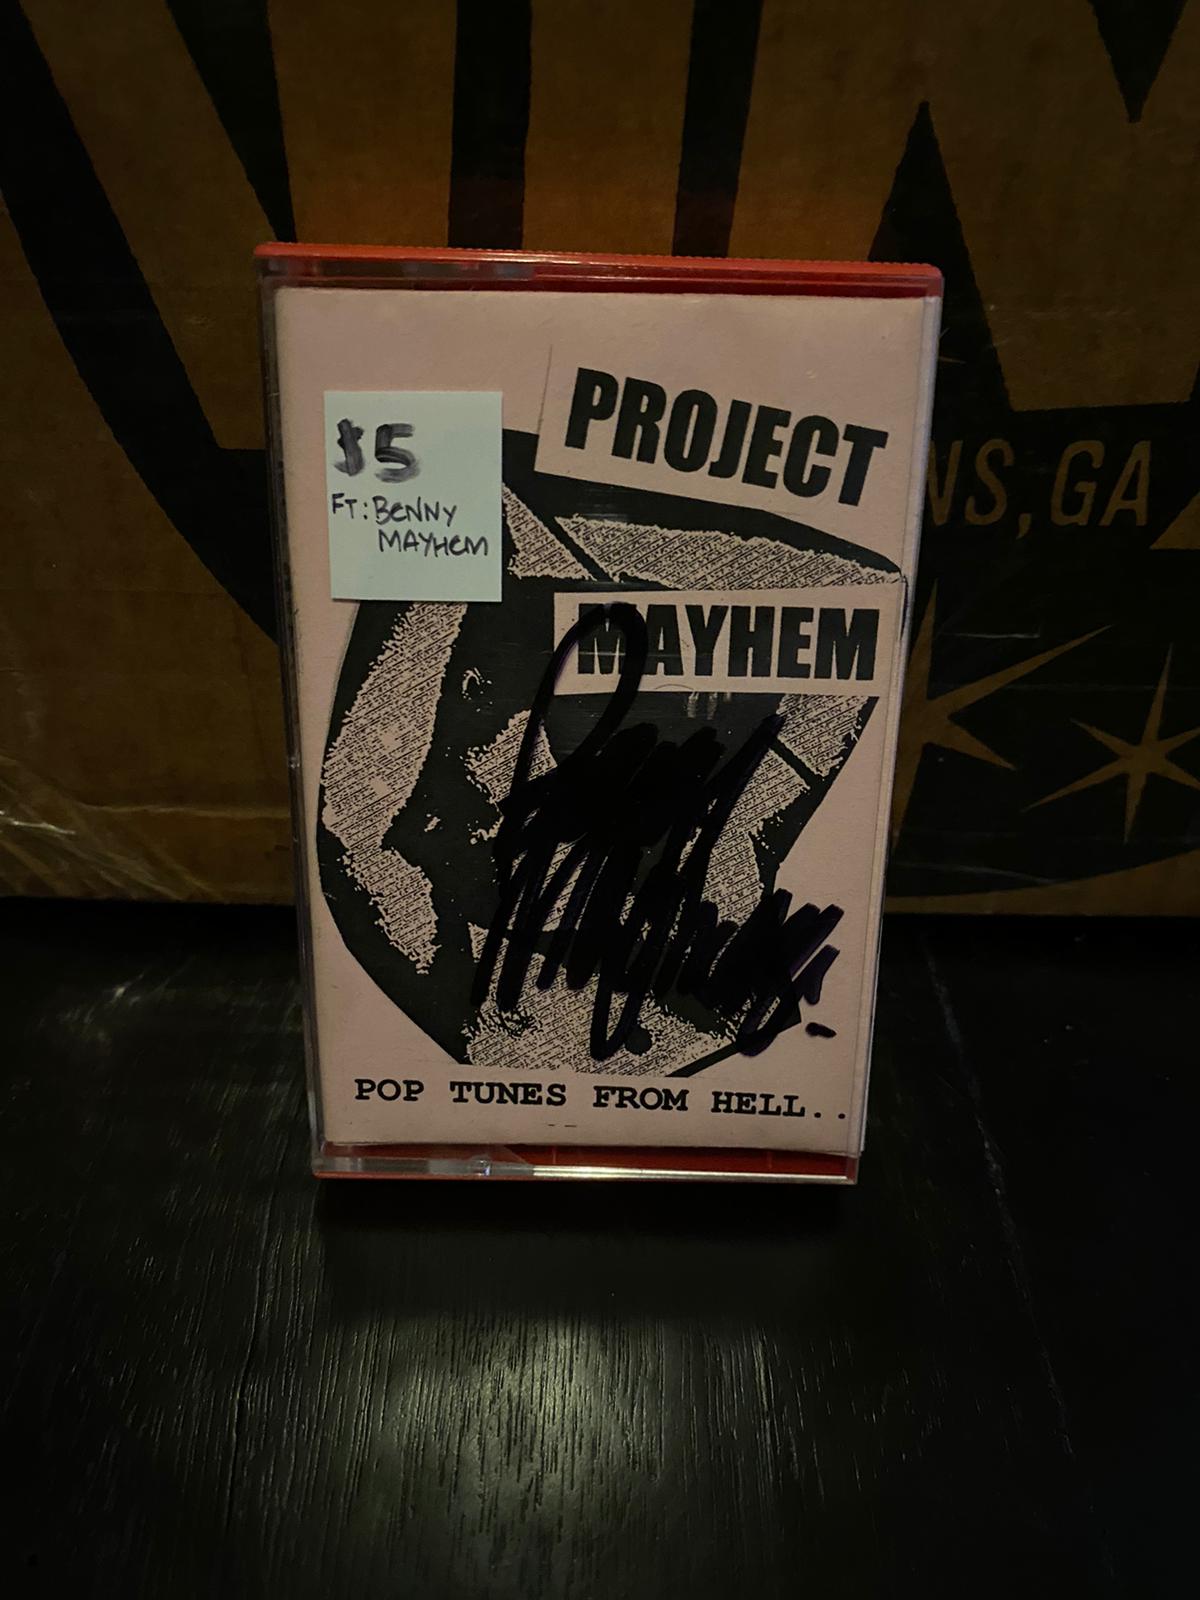 NS, GA
PROJECT
$5
FT: BENNY
MAYHEM
MAYHEM
POP TUNES FROM HELL..